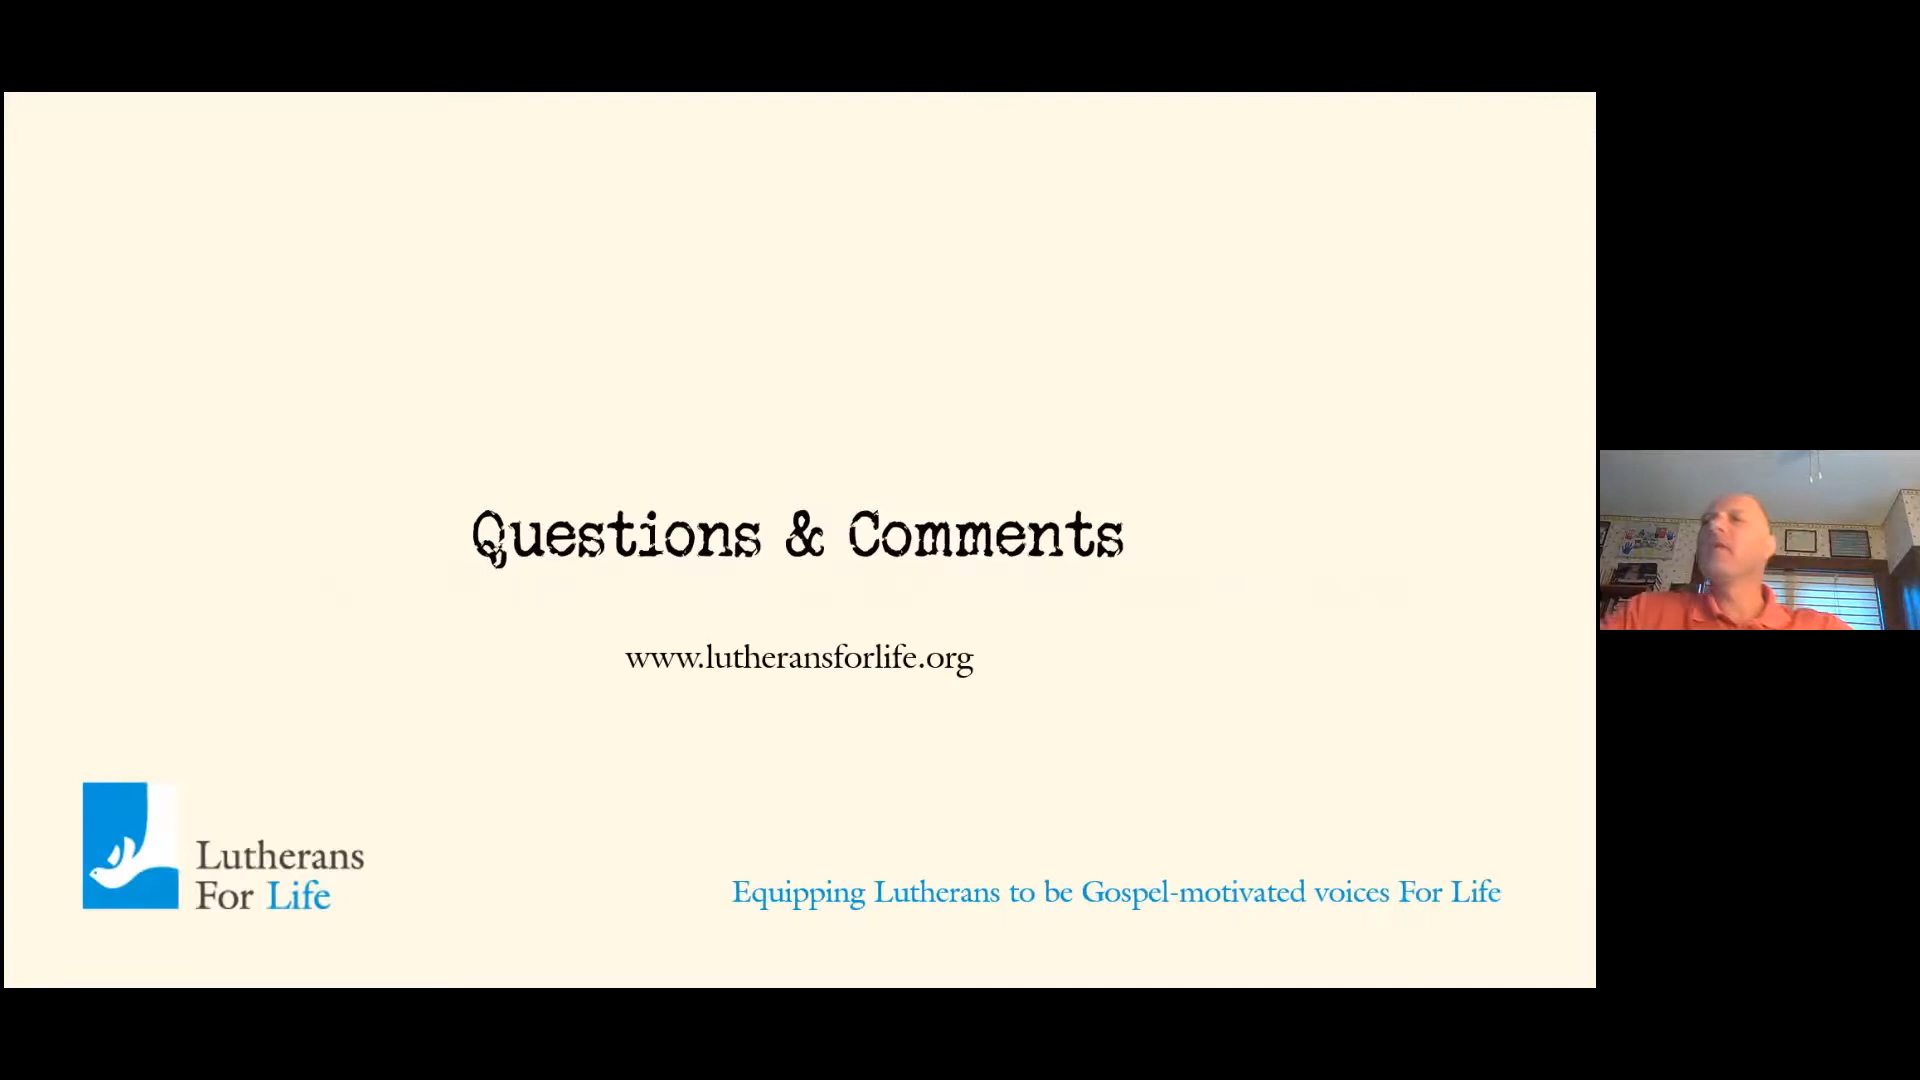 Questions & Comments
www.lutheransforlife.org
Lutherans
For Life
Equipping Lutherans to be Gospel-motivated voices For Life